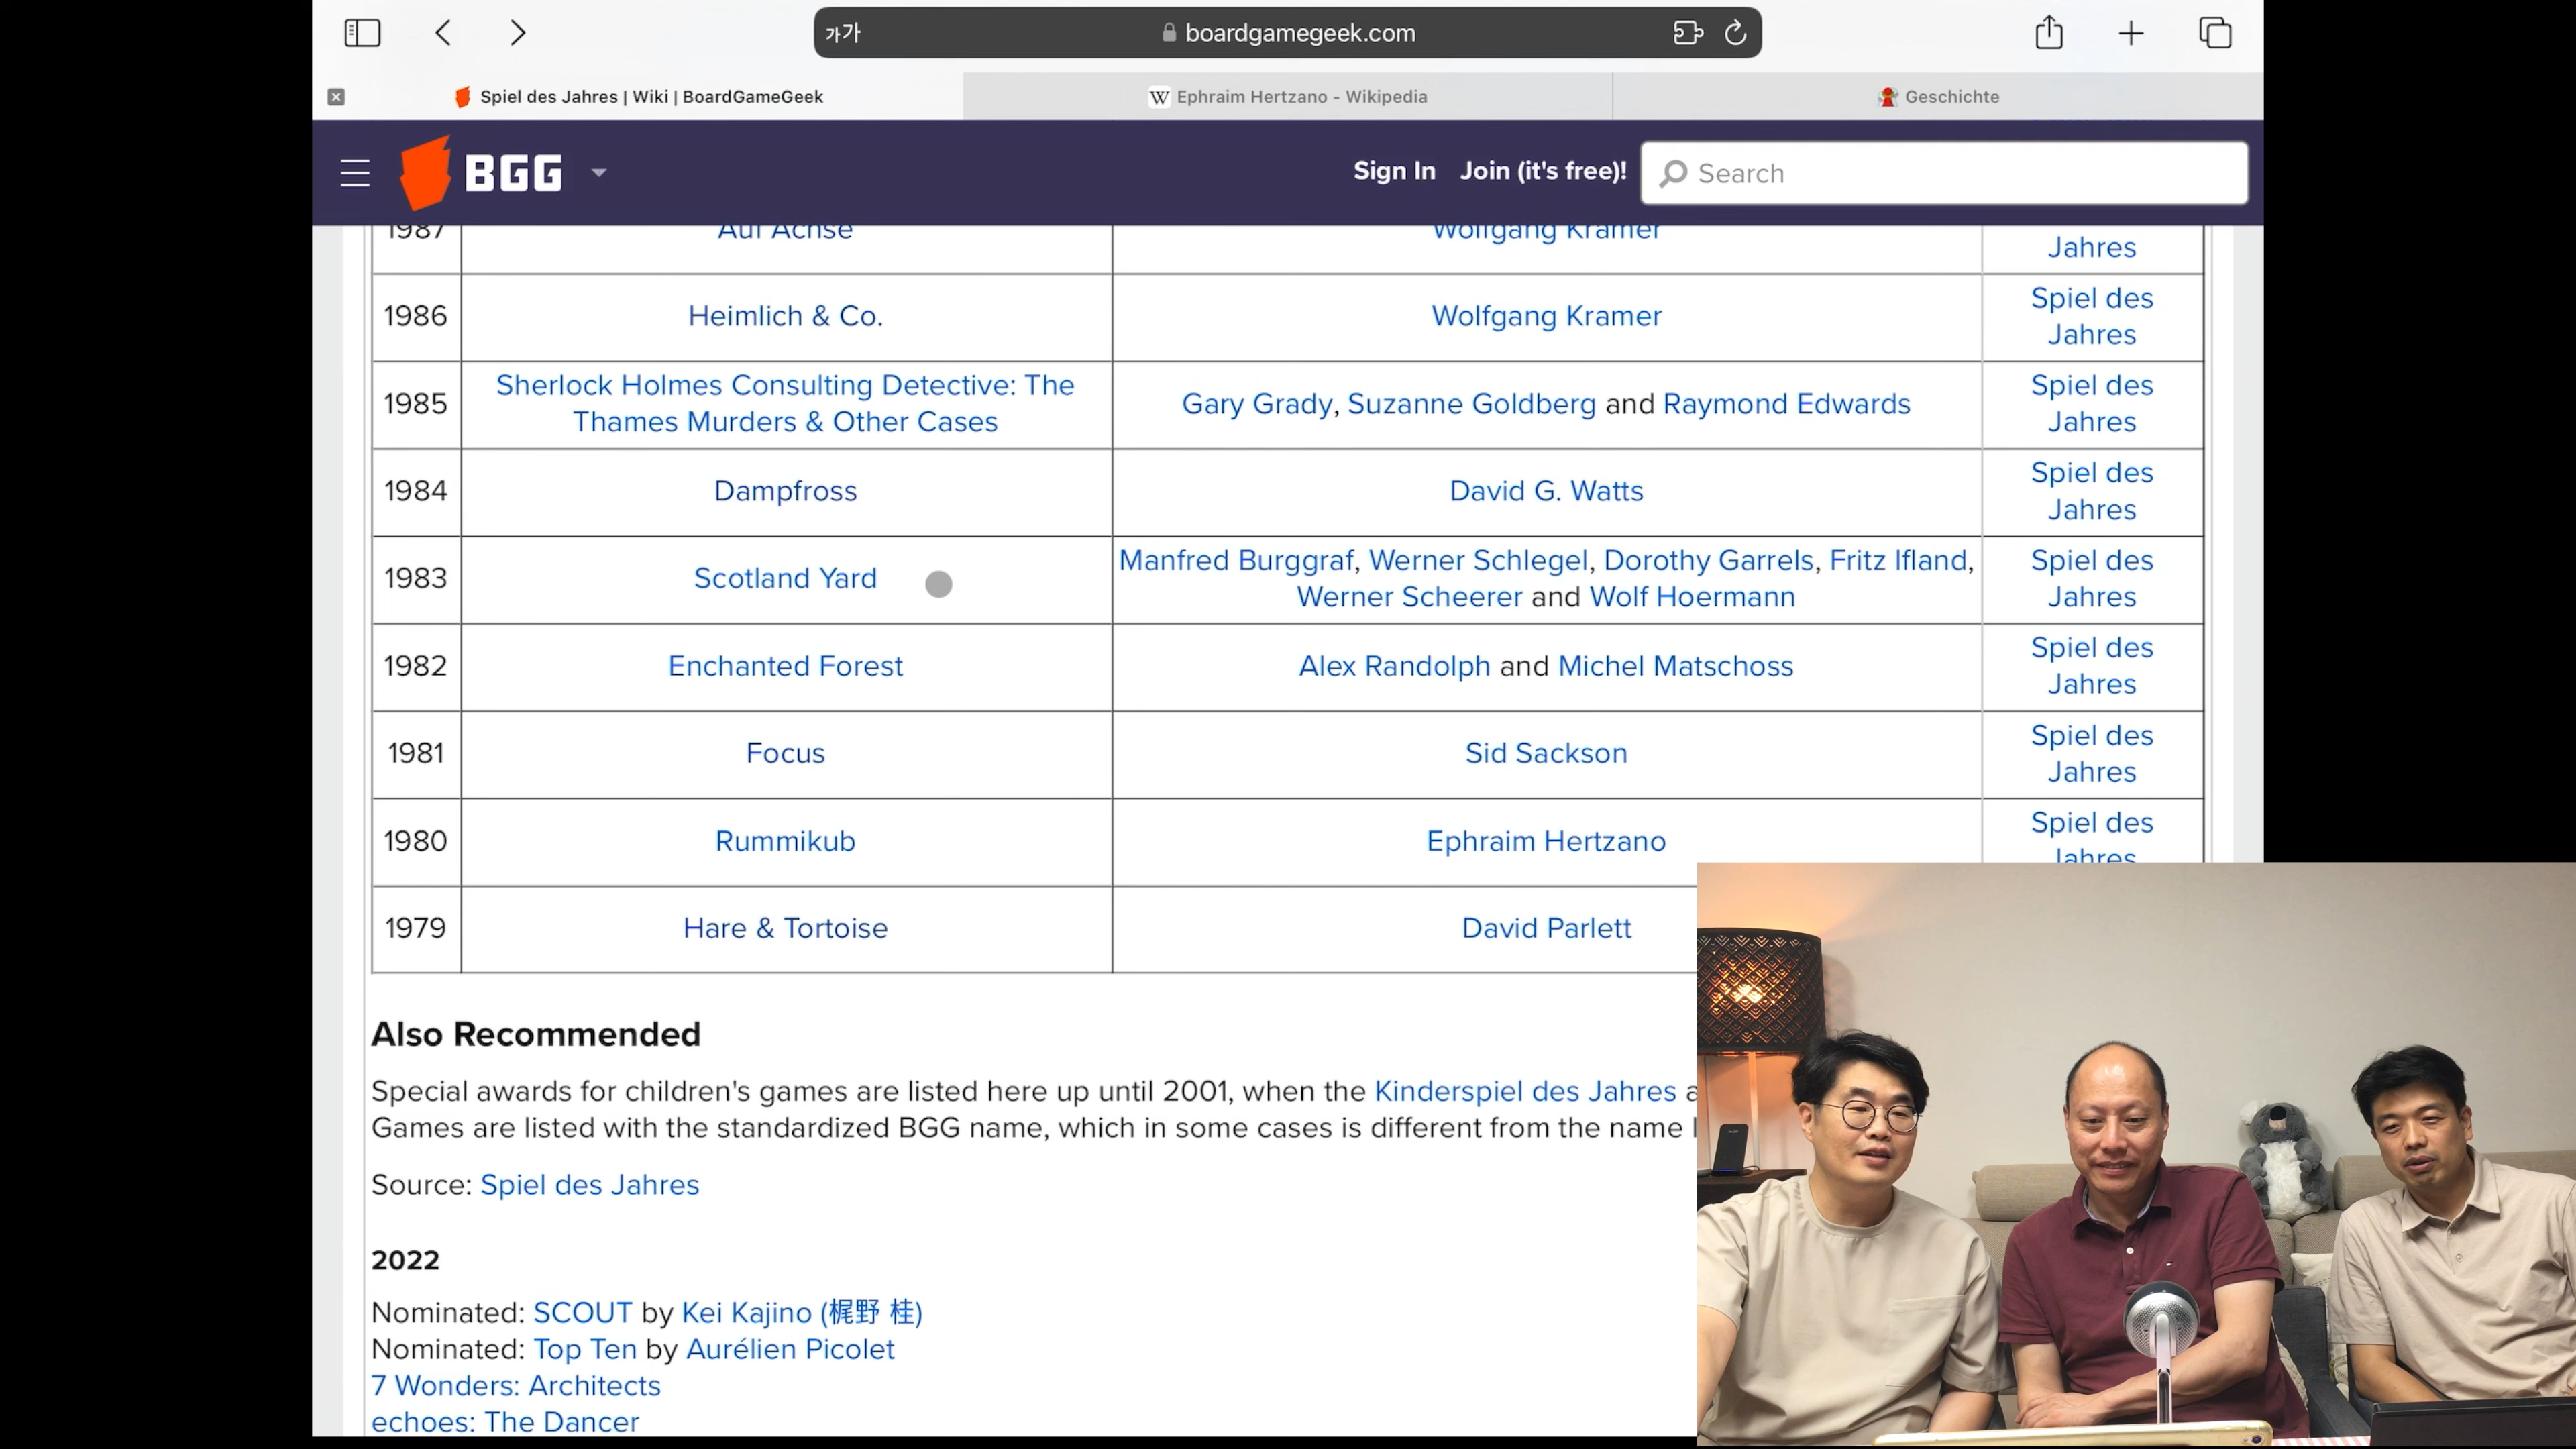 가가 boardgamegeek.com
Spiel des Jahres | Wiki | BoardGameGeek
Ephraim Hertzano - Wikipedia
Geschichte
BGG
Sign In Join (it's free)! Search
1987 Auf Achse Wolfgang Kramer Jahres
1986 Heimlich & Co. Wolfgang Kramer Spiel des
Jahres
1985 Sherlock Holmes Consulting Detective: The
Thames Murders & Other Cases
Gary Grady, Suzanne Goldberg and Raymond Edwards
Spiel des
Jahres
1984 Dampfross David G. Watts Spiel des
Jahres
1983 Scotland Yard
Manfred Burggraf, Werner Schlegel, Dorothy Garrels, Fritz Ifland,
Werner Scheerer and Wolf Hoermann
Spiel des
Jahres
1982 Enchanted Forest Alex Randolph and Michel Matschoss Spiel des
Jahres
1981 Focus Sid Sackson Spiel des
Jahres
1980 Rummikub Ephraim Hertzano Spiel des
Jahres
1979 Hare & Tortoise David Parlett
Also Recommended
Special awards for children's games are listed here up until 2001, when the Kinderspiel des Jahres
Games are listed with the standardized BGG name, which in some cases is different from the name
Source: Spiel des Jahres
2022
Nominated: SCOUT by Kei Kajino (梶野 桂)
Nominated: Top Ten by Aurélien Picolet
7 Wonders: Architects
echoes: The Dancer